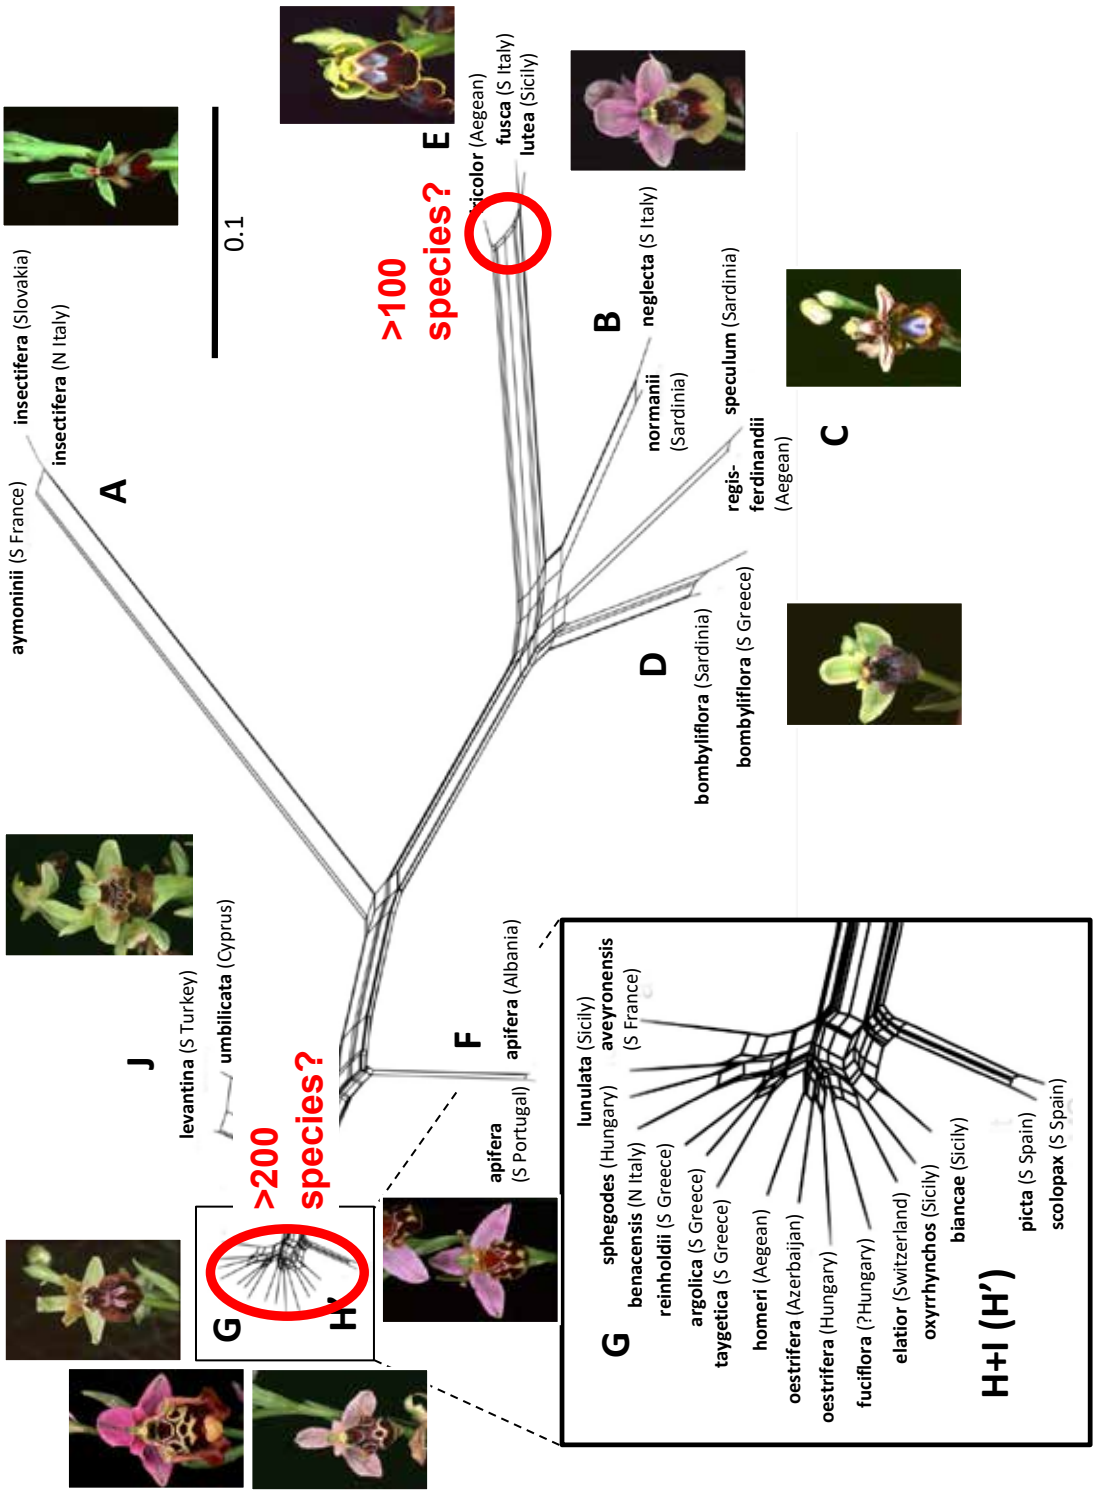 insectifera (Slovakia)
insectifera (N Italy)
aymoninii (S France)
A
0.1
E
ricolor (Aegean)
fusca (S Italy)
lutea (Sicily)
>100
species?
B
neglecta (S Italy)
normanii
(Sardinia)
speculum (Sardinia)
regis-
ferdinandii
(Aegean)
C
D
bombyliflora (Sardinia)
bombyliflora (S Greece)
J
levantina (S Turkey)
umbilicata (Cyprus)
F
apifera (Albania)
apifera
(S Portugal)
>200
species?
G
H'
G
lunulata (Sicily)
aveyronensis
(S France)
sphegodes (Hungary)
benacensis (N Italy)
reinholdii (S Greece)
argolica (S Greece)
taygetica (S Greece)
homeri (Aegean)
oestrifera (Azerbaijan)
oestrifera (Hungary)
fuciflora (?Hungary)
elatior (Switzerland)
oxyrrhynchos (Sicily)
biancae (Sicily)
picta (S Spain)
scolopax (S Spain)
H+I (H')